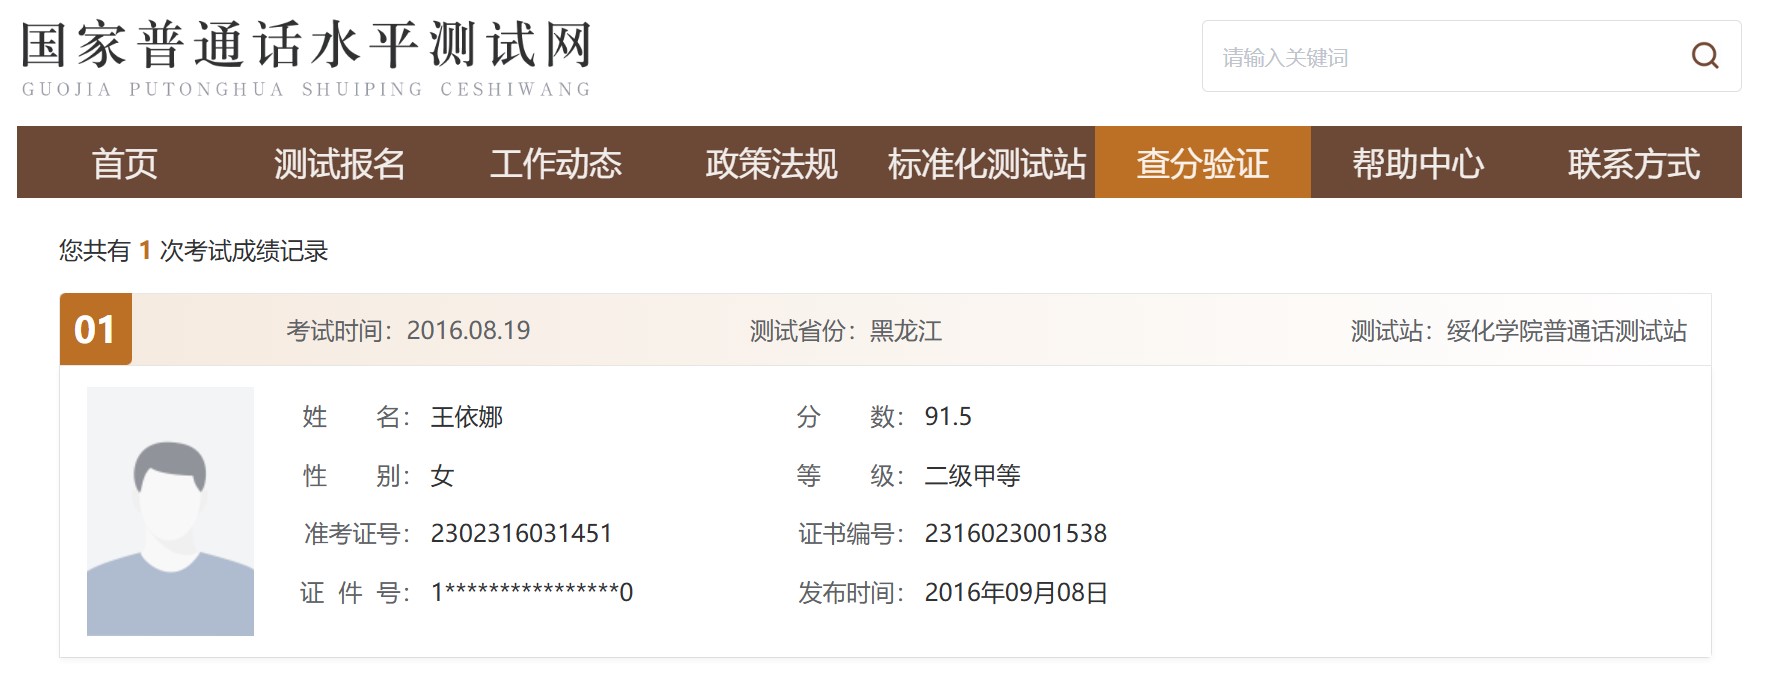 国家普通话水平测试网
GUOJIA PUTONGHUA SHUIPING CESHIWANG
请输入关键词
首页 测试报名 工作动态 政策法规 标准化测试站 查分验证 帮助中心 联系方式
您共有 1 次考试成绩记录
01 考试时间：2016.08.19 测试省份：黑龙江 测试站：绥化学院普通话测试站
姓 名： 王依娜 分 数： 91.5
性 别： 女 等 级： 二级甲等
准考证号： 2302316031451 证书编号： 2316023001538
证 件 号： 1****************0 发布时间： 2016年09月08日